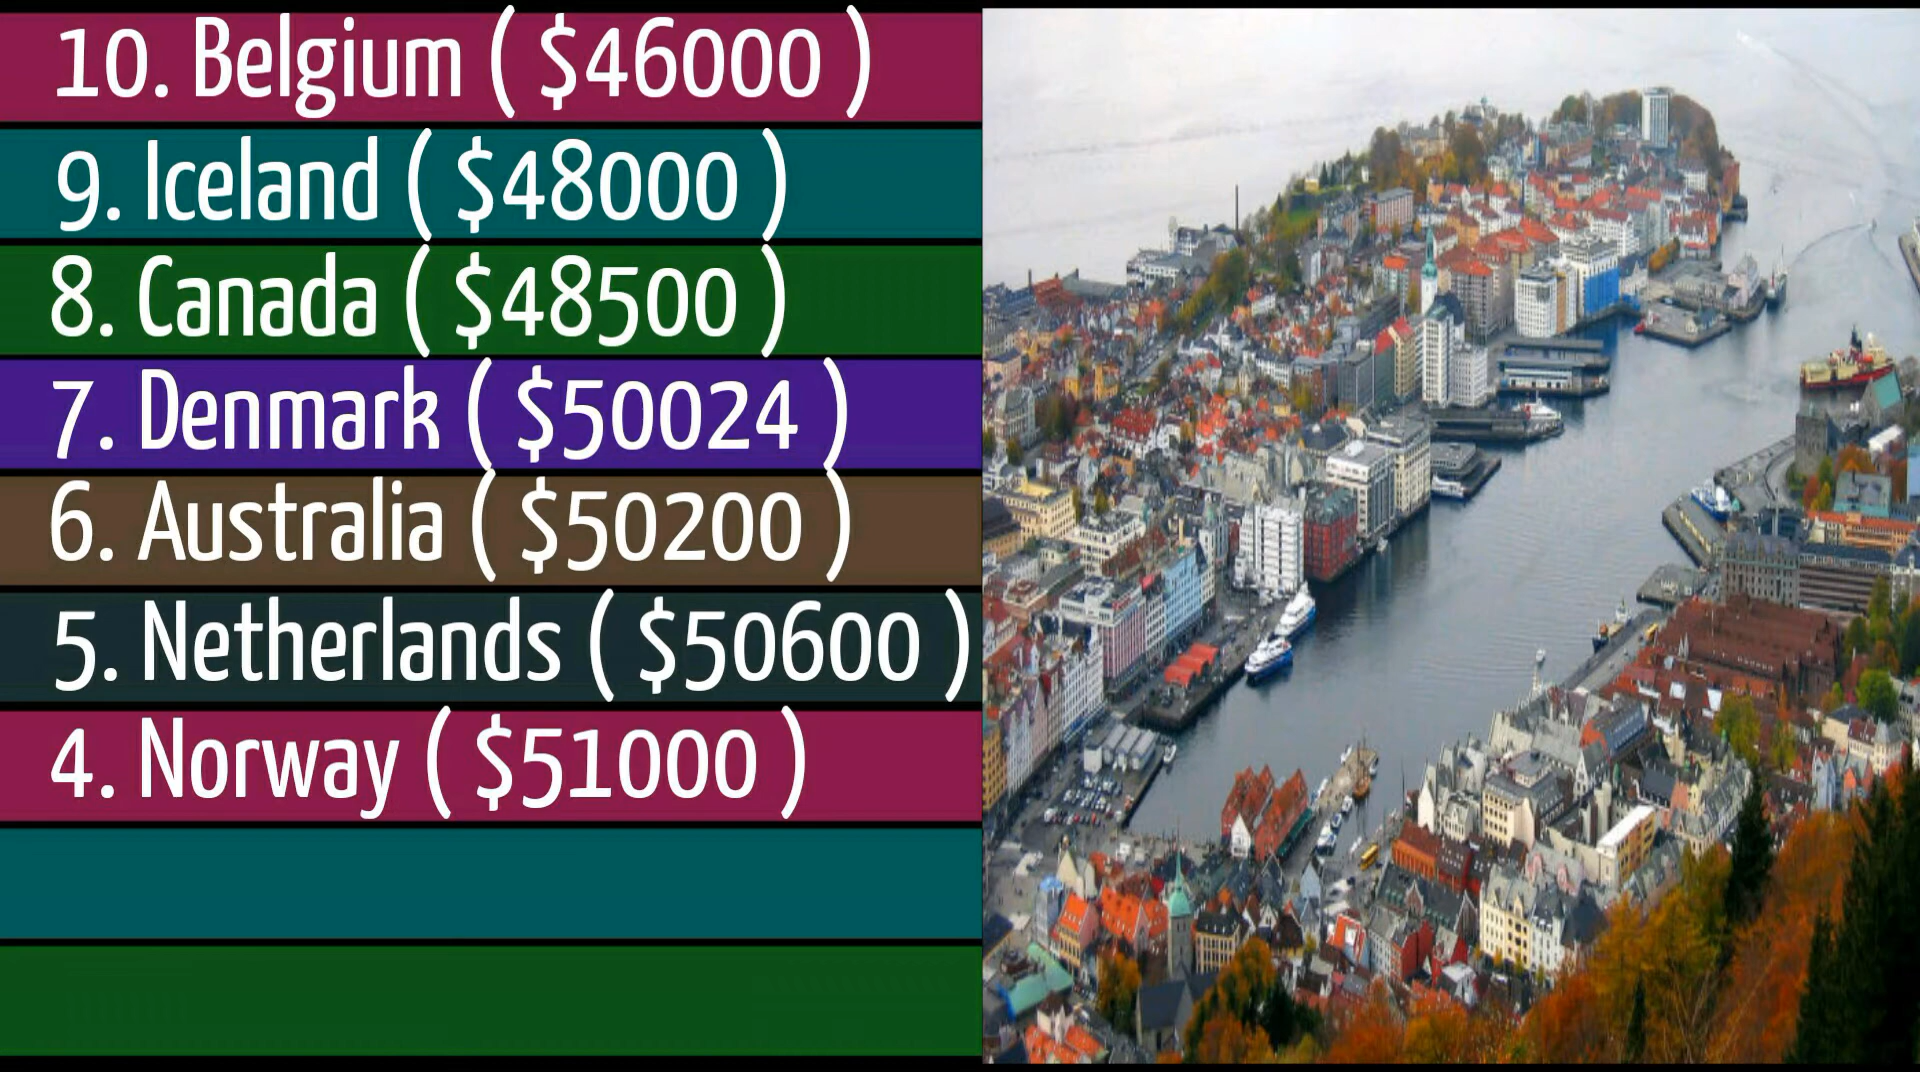 10. Belgium ( $46000 )
9. Iceland ( $48000 )
8. Canada ( $48500 )
7. Denmark ( $50024 )
6. Australia ( $50200 )
5. Netherlands ( $50600 )
4. Norway ( $51000 )